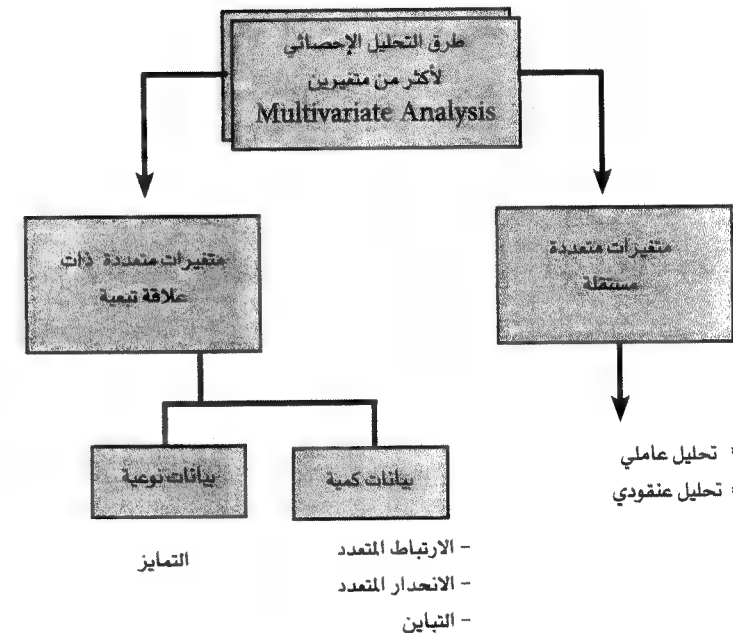 طرق التحليل الإحصائي
لأكثر من متغيرين
Multivariate Analysis
متغيرات متعددة
مستقلة
متغيرات متعددة ذات
علاقة تبعية
* تحليل عاملي
* تحليل عنقودي
بيانات كمية
بيانات نوعية
– الارتباط المتعدد
– الانحدار المتعدد
– التباين
التمايز